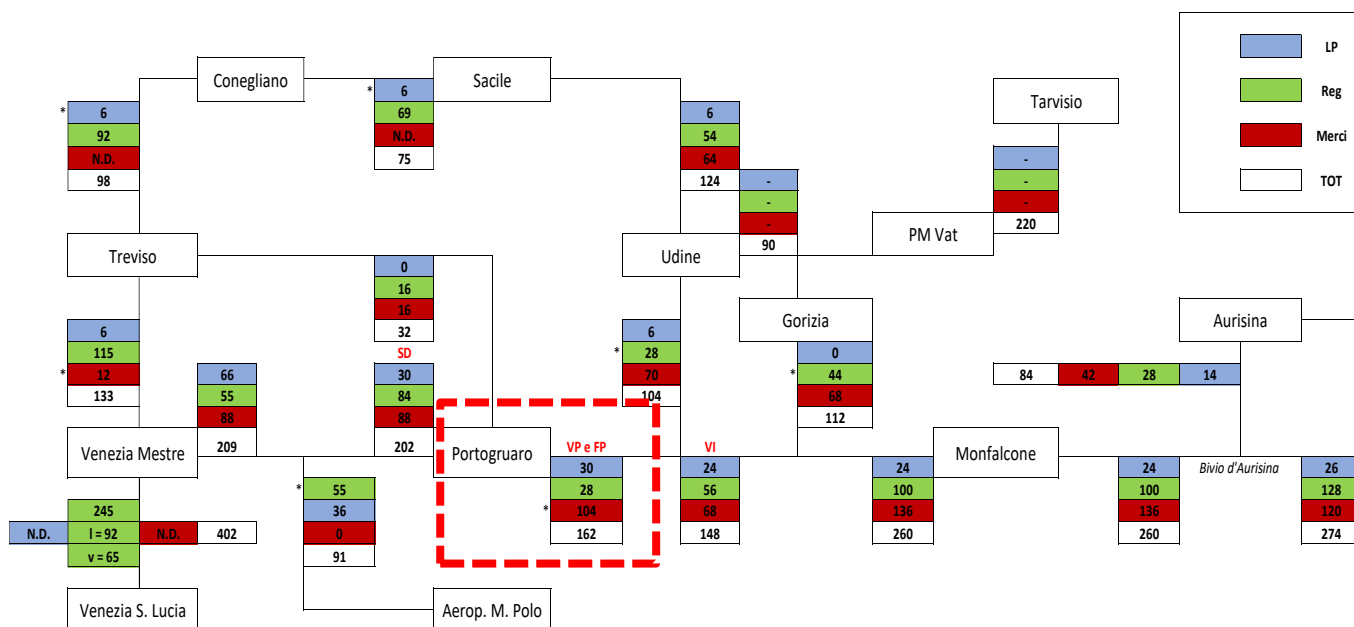 LP
Conegliano
Sacile
Reg
Tarvisio
Merci
TOT
*
6
92
N.D.
98
*
6
69
N.D.
75
6
54
64
124
-
-
-
90
-
-
-
220
PM Vat
Treviso
Udine
0
16
16
32
Gorizia
Aurisina
6
115
*
12
133
66
55
88
209
SD
30
84
88
202
6
*
28
70
104
0
*
44
68
112
84
42
28
14
Venezia Mestre
Portogruaro
VP e FP
30
28
*
104
162
VI
24
56
68
148
24
100
136
260
Monfalcone
24
100
136
260
Bivio d'Aurisina
26
128
120
274
*
55
36
0
91
245
N.D.
l = 92
N.D.
402
v = 65
Venezia S. Lucia
Aerop. M. Polo